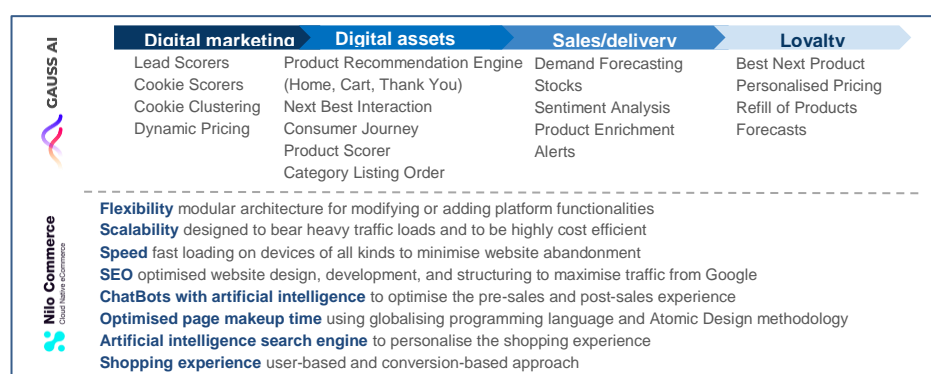 GAUSS AI
Digital marketing
Digital assets
Sales/delivery
Loyalty
Lead Scorers
Cookie Scorers
Cookie Clustering
Dynamic Pricing
Product Recommendation Engine
(Home, Cart, Thank You)
Next Best Interaction
Consumer Journey
Product Scorer
Category Listing Order
Demand Forecasting
Stocks
Sentiment Analysis
Product Enrichment
Alerts
Best Next Product
Personalised Pricing
Refill of Products
Forecasts
Nilo Commerce
Cloud Native eCommerce
Flexibility modular architecture for modifying or adding platform functionalities
Scalability designed to bear heavy traffic loads and to be highly cost efficient
Speed fast loading on devices of all kinds to minimise website abandonment
SEO optimised website design, development, and structuring to maximise traffic from Google
ChatBots with artificial intelligence to optimise the pre-sales and post-sales experience
Optimised page makeup time using globalising programming language and Atomic Design methodology
Artificial intelligence search engine to personalise the shopping experience
Shopping experience user-based and conversion-based approach